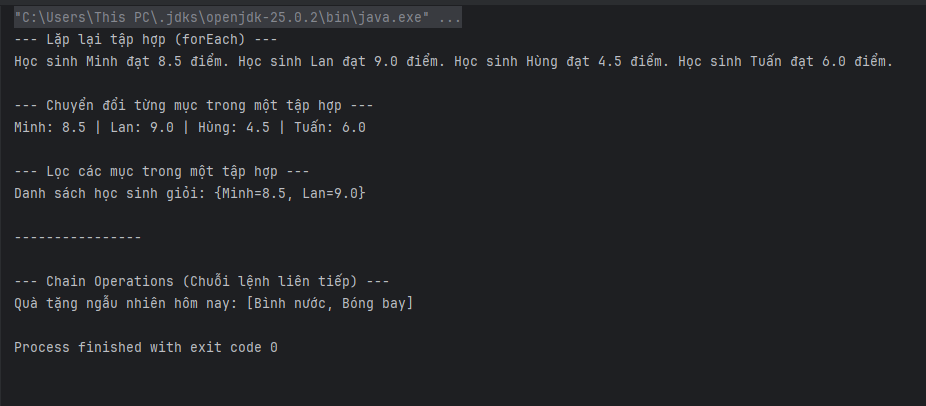 "C:\Users\This PC\.jdks\openjdk-25.0.2\bin\java.exe" ...
--- Lặp lại tập hợp (forEach) ---
Học sinh Minh đạt 8.5 điểm. Học sinh Lan đạt 9.0 điểm. Học sinh Hùng đạt 4.5 điểm. Học sinh Tuấn đạt 6.0 điểm.
--- Chuyển đổi từng mục trong một tập hợp ---
Minh: 8.5 | Lan: 9.0 | Hùng: 4.5 | Tuấn: 6.0
--- Lọc các mục trong một tập hợp ---
Danh sách học sinh giỏi: {Minh=8.5, Lan=9.0}
----------------
--- Chain Operations (Chuỗi lệnh liên tiếp) ---
Quà tặng ngẫu nhiên hôm nay: [Bình nước, Bóng bay]
Process finished with exit code 0